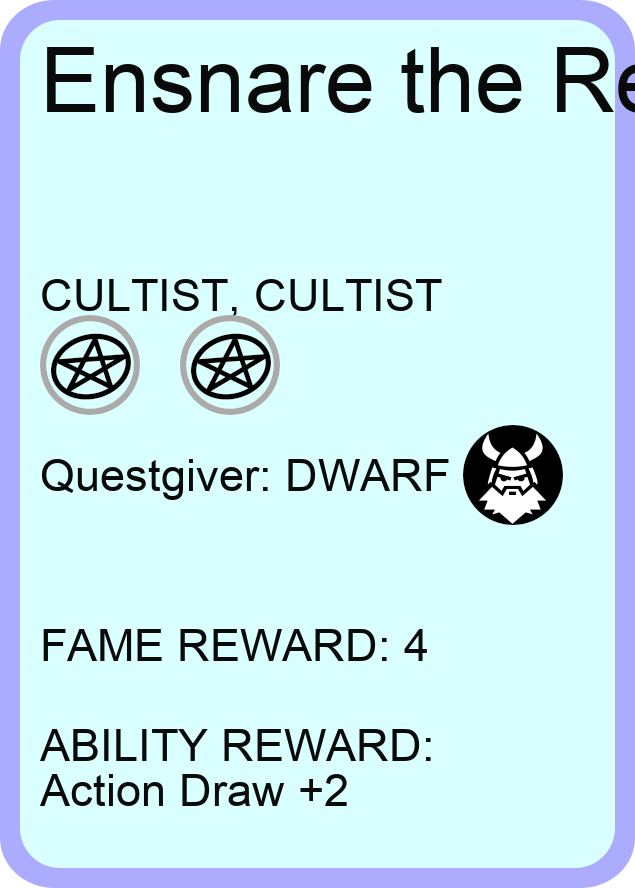 Ensnare the Re
CULTIST, CULTIST
Questgiver: DWARF
FAME REWARD: 4
ABILITY REWARD:
Action Draw +2